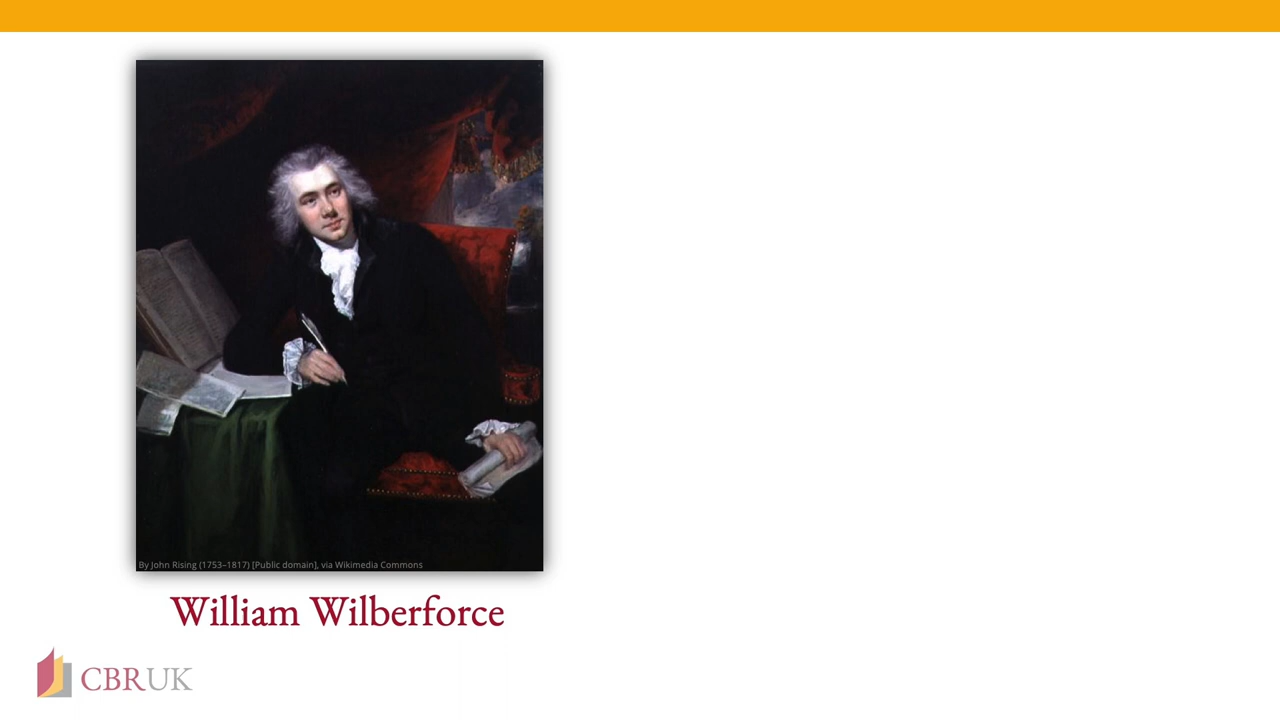 By John Rising (1753–1817) [Public domain], via Wikimedia Commons
William Wilberforce
CBRUK